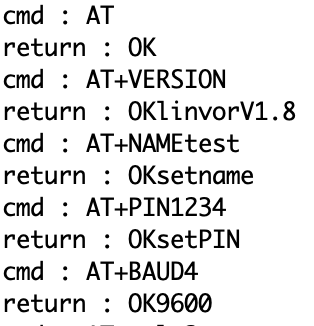 cmd : AT
return : OK
cmd : AT+VERSION
return : OKlinvorV1.8
cmd : AT+NAMEtest
return : OKsetname
cmd : AT+PIN1234
return : OKsetPIN
cmd : AT+BAUD4
return : OK9600